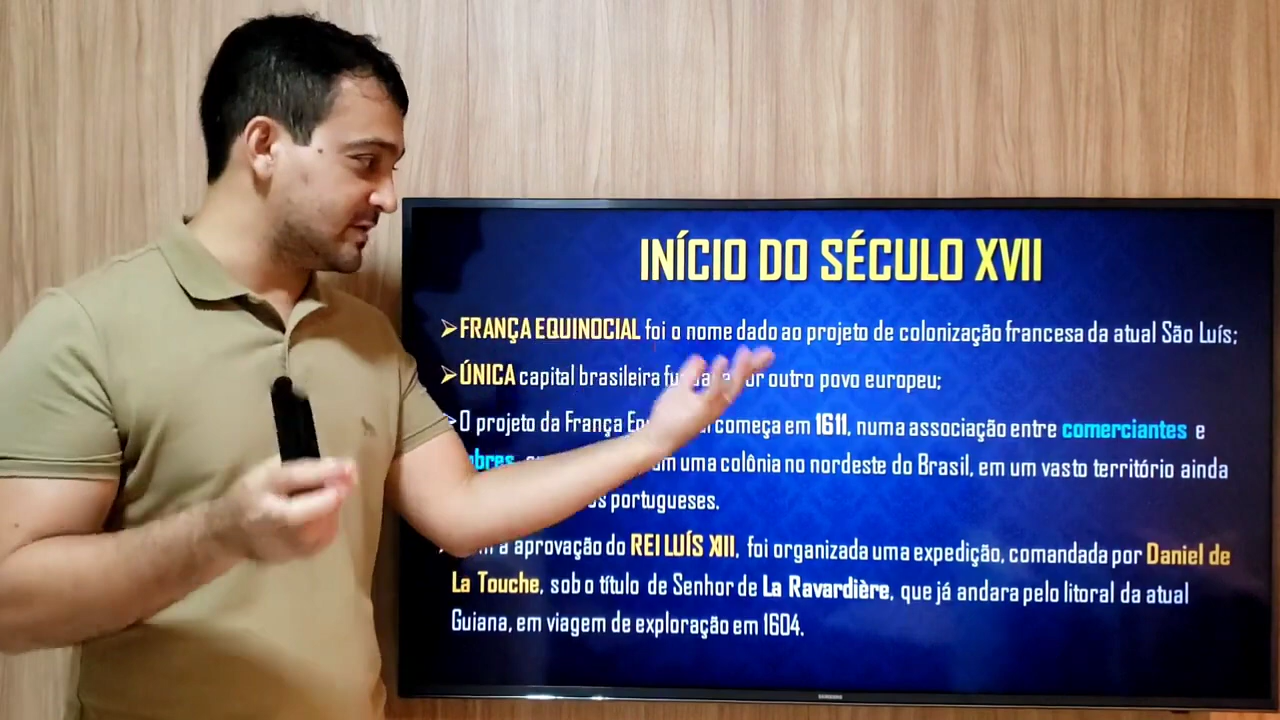 INÍCIO DO SÉCULO XVII
➢FRANÇA EQUINOCIAL foi o nome dado ao projeto de colonização francesa da atual São Luís;
➢ÚNICA capital brasileira outro povo europeu;
O projeto da França começa em 1611, numa associação entre comerciantes e
uma colônia no nordeste do Brasil, em um vasto território ainda
portugueses.
a aprovação do REI LUÍS XIII, foi organizada uma expedição, comandada por Daniel de
La Touche, sob o título de Senhor de La Ravardière, que já andara pelo litoral da atual
Guiana, em viagem de exploração em 1604.
SAMSUNG